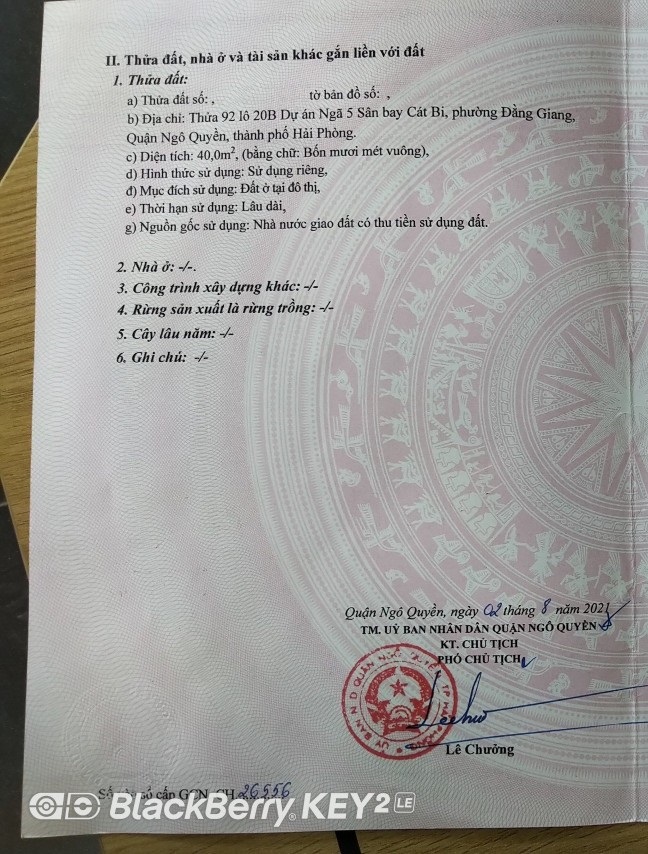 II. Thửa đất, nhà ở và tài sản khác gắn liền với đất
1. Thửa đất:
a) Thửa đất số: , tờ bản đồ số: ,
b) Địa chỉ: Thửa 92 lô 20B Dự án Ngã 5 Sân bay Cát Bi, phường Đằng Giang,
Quận Ngô Quyền, thành phố Hải Phòng.
c) Diện tích: 40,0m², (bằng chữ: Bốn mươi mét vuông),
d) Hình thức sử dụng: Sử dụng riêng,
đ) Mục đích sử dụng: Đất ở tại đô thị,
e) Thời hạn sử dụng: Lâu dài,
g) Nguồn gốc sử dụng: Nhà nước giao đất có thu tiền sử dụng đất.
2. Nhà ở: -/-.
3. Công trình xây dựng khác: -/-
4. Rừng sản xuất là rừng trồng: -/-
5. Cây lâu năm: -/-
6. Ghi chú: -/-
Quận Ngô Quyền, ngày 02 tháng 8 năm 2021
TM. UỶ BAN NHÂN DÂN QUẬN NGÔ QUYỀN
KT. CHỦ TỊCH
PHÓ CHỦ TỊCH
Lê Chưởng
Số sổ cấp GCN: CH.26556
BlackBerry KEY2 LE